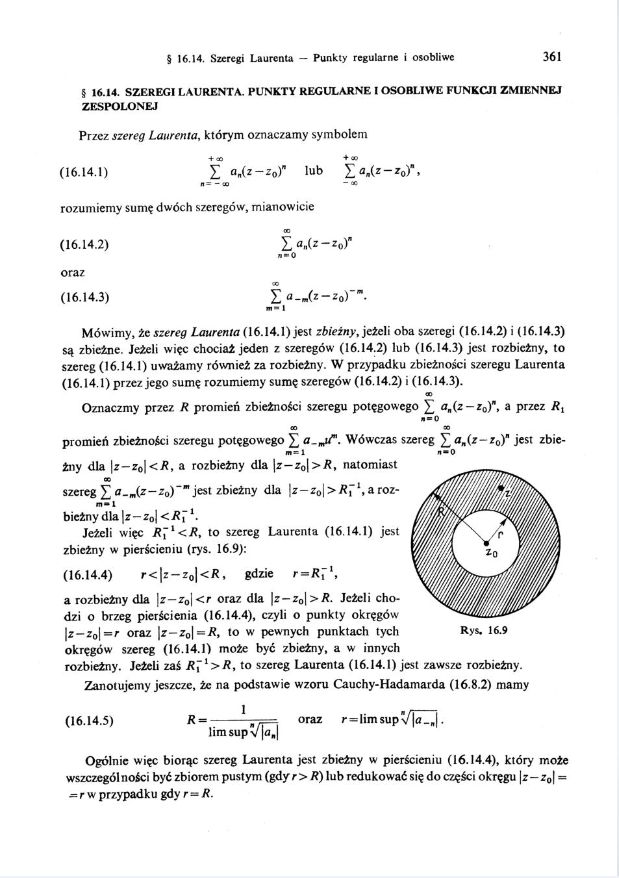 § 16.14. Szeregi Laurenta — Punkty regularne i osobliwe 361
§ 16.14. SZEREGI LAURENTA. PUNKTY REGULARNE I OSOBLIWE FUNKCJI ZMIENNEJ
ZESPOLONEJ
Przez szereg Laurenta, którym oznaczamy symbolem
(16.14.1) \sum_{n=-\infty}^{+\infty} a_n(z-z_0)^n lub \sum_{-\infty}^{+\infty} a_n(z-z_0)^n,
rozumiemy sumę dwóch szeregów, mianowicie
(16.14.2) \sum_{n=0}^{\infty} a_n(z-z_0)^n
oraz
(16.14.3) \sum_{m=1}^{\infty} a_{-m}(z-z_0)^{-m}.
Mówimy, że szereg Laurenta (16.14.1) jest zbieżny, jeżeli oba szeregi (16.14.2) i (16.14.3)
są zbieżne. Jeżeli więc chociaż jeden z szeregów (16.14.2) lub (16.14.3) jest rozbieżny, to
szereg (16.14.1) uważamy również za rozbieżny. W przypadku zbieżności szeregu Laurenta
(16.14.1) przez jego sumę rozumiemy sumę szeregów (16.14.2) i (16.14.3).
Oznaczmy przez R promień zbieżności szeregu potęgowego \sum_{n=0}^{\infty} a_n(z-z_0)^n, a przez R_1
promień zbieżności szeregu potęgowego \sum_{m=1}^{\infty} a_{-m}u^m. Wówczas szereg \sum_{n=0}^{\infty} a_n(z-z_0)^n jest zbie-
żny dla |z-z_0|<R, a rozbieżny dla |z-z_0|>R, natomiast
szereg \sum_{m=1}^{\infty} a_{-m}(z-z_0)^{-m} jest zbieżny dla |z-z_0|>R_1^{-1}, a roz-
bieżny dla |z-z_0|<R_1^{-1}.
Jeżeli więc R_1^{-1}<R, to szereg Laurenta (16.14.1) jest
zbieżny w pierścieniu (rys. 16.9):
(16.14.4) r<|z-z_0|<R, gdzie r=R_1^{-1},
a rozbieżny dla |z-z_0|<r oraz dla |z-z_0|>R. Jeżeli cho-
dzi o brzeg pierścienia (16.14.4), czyli o punkty okręgów
|z-z_0|=r oraz |z-z_0|=R, to w pewnych punktach tych
okręgów szereg (16.14.1) może być zbieżny, a w innych
R
z
r
z_0
Rys. 16.9
rozbieżny. Jeżeli zaś R_1^{-1}>R, to szereg Laurenta (16.14.1) jest zawsze rozbieżny.
Zanotujemy jeszcze, że na podstawie wzoru Cauchy-Hadamarda (16.8.2) mamy
(16.14.5) R=\frac{1}{\limsup \sqrt[n]{|a_n|}} oraz r=\limsup \sqrt[n]{|a_{-n}|}.
Ogólnie więc biorąc szereg Laurenta jest zbieżny w pierścieniu (16.14.4), który może
wszczególności być zbiorem pustym (gdy r>R) lub redukować się do części okręgu |z-z_0|=
=r w przypadku gdy r=R.